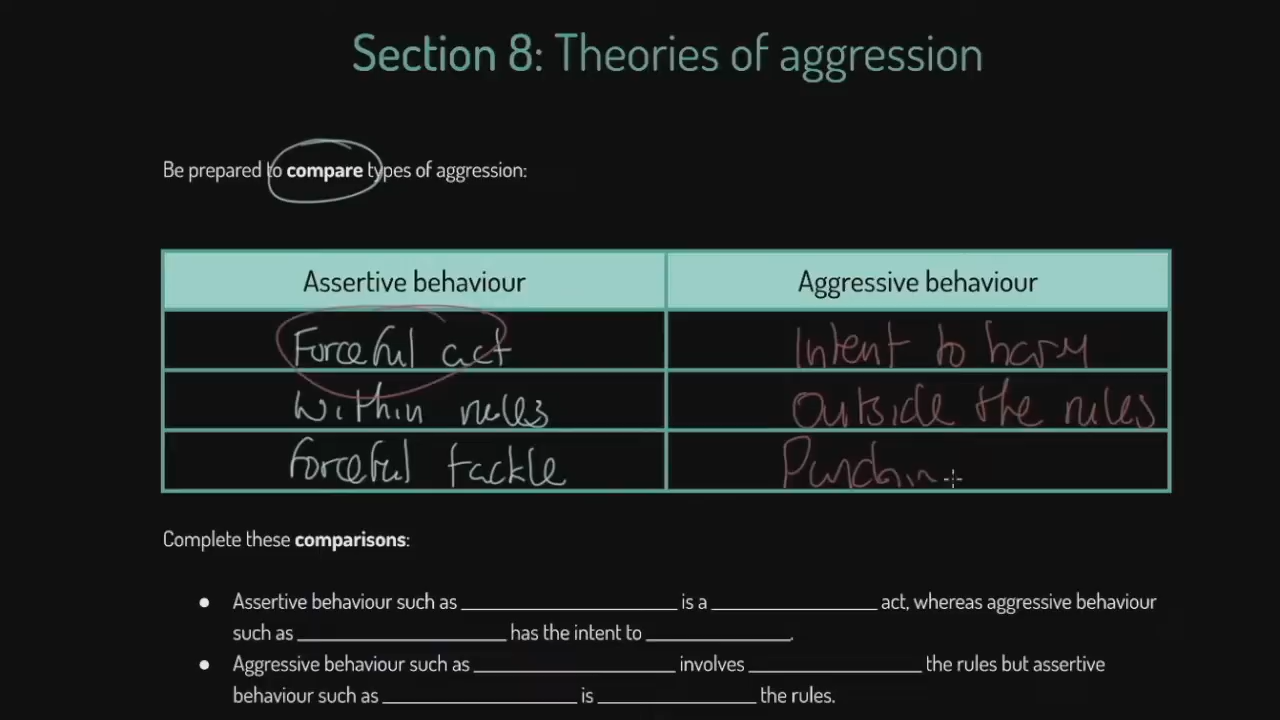 Section 8: Theories of aggression
Be prepared to compare types of aggression:
Assertive behaviour Aggressive behaviour
Forceful act Intent to harm
Within rules Outside the rules
forceful tackle Punchin
Complete these comparisons:
● Assertive behaviour such as ____________________ is a ________________ act, whereas aggressive behaviour
such as ____________________ has the intent to ______________.
● Aggressive behaviour such as ____________________ involves ________________ the rules but assertive
behaviour such as ____________________ is ________________ the rules.